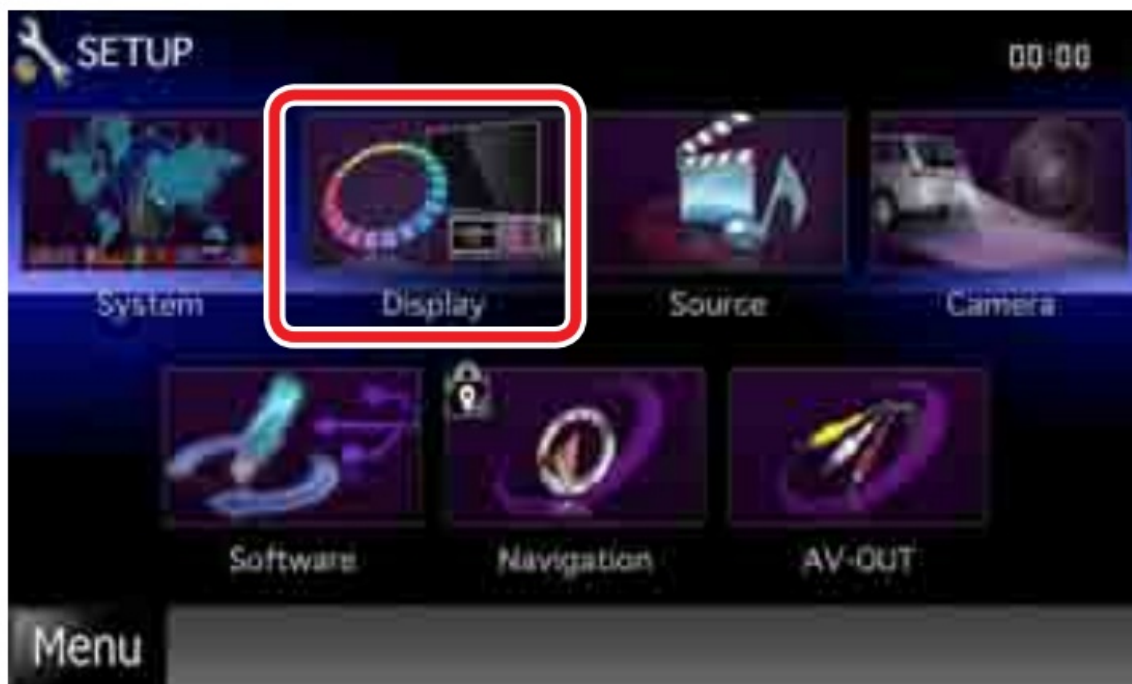 SETUP
00:00
System
Display
Source
Camera
Software
Navigation
AV-OUT
Menu